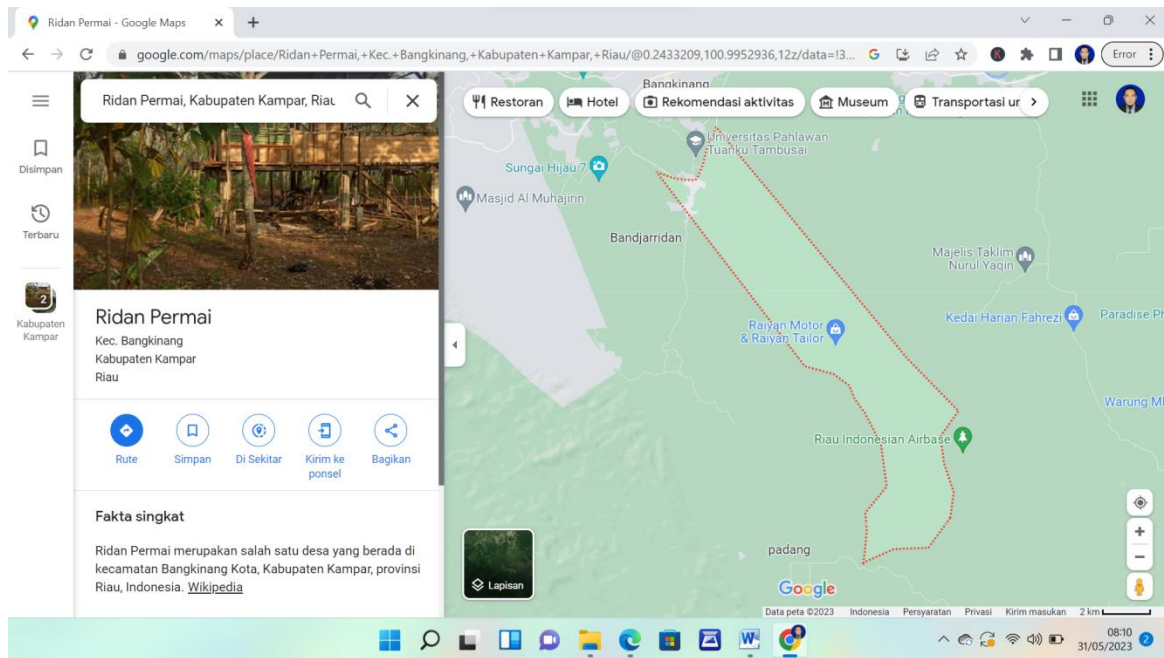 Ridan Permai - Google Maps
google.com/maps/place/Ridan+Permai,+Kec.+Bangkinang,+Kabupaten+Kampar,+Riau/@0.2433209,100.9952936,12z/data=!3...
Error
Ridan Permai, Kabupaten Kampar, Riau
Disimpan
Terbaru
2
Kabupaten
Kampar
Ridan Permai
Kec. Bangkinang
Kabupaten Kampar
Riau
Rute
Simpan
Di Sekitar
Kirim ke
ponsel
Bagikan
Fakta singkat
Ridan Permai merupakan salah satu desa yang berada di
kecamatan Bangkinang Kota, Kabupaten Kampar, provinsi
Riau, Indonesia. Wikipedia
Bangkinang
Restoran
Hotel
Rekomendasi aktivitas
Museum
Transportasi ur
Universitas Pahlawan
Tuanku Tambusai
Sungai Hijau 7
Masjid Al Muhajirin
Bandjarridan
Majelis Taklim
Nurul Yaqin
Raiyan Motor
& Raiyan Tailor
Kedai Harian Fahrezi
Paradise
Warung
Riau Indonesian Airbase
padang
Lapisan
Google
Data peta ©2023 Indonesia Persyaratan Privasi Kirim masukan 2 km
08:10
31/05/2023
2